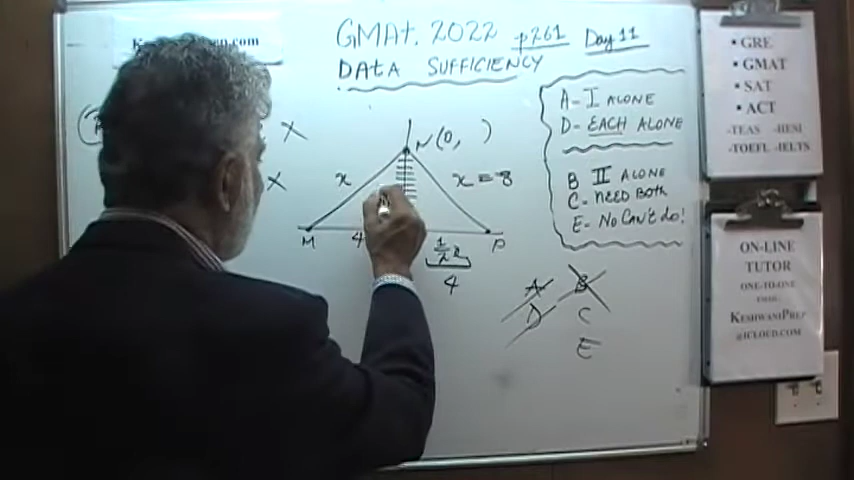 GMAT. 2022 p261 Day 11
DATA SUFFICIENCY
A = I ALONE
D = EACH ALONE
B II ALONE
C = NEED BOTH
E = No Can't do!
N (0, )
x
x = 8
M
4
1/2 x
P
4
A B
D C
E
▪ GRE
▪ GMAT
▪ SAT
▪ ACT
-TEAS -HESI
-TOEFL -IELTS
ON-LINE
TUTOR
ONE-TO-ONE
EMAIL:
KESHWANIPREP
@ICLOUD.COM